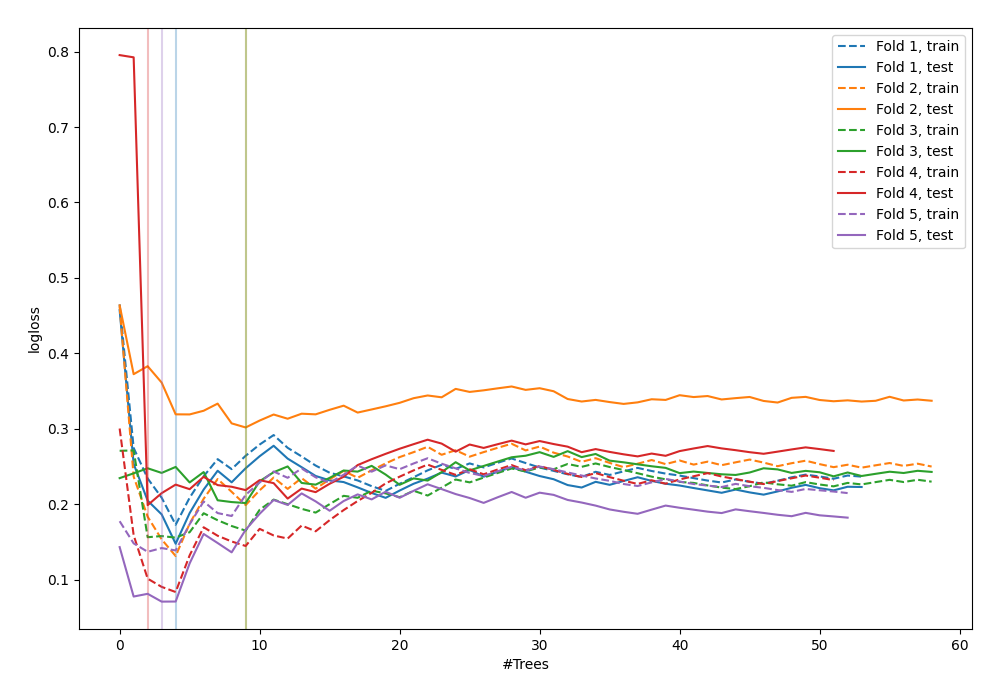 0.8
0.7
0.6
0.5
0.4
0.3
0.2
0.1
logloss
0
10
20
30
40
50
60
#Trees
Fold 1, train
Fold 1, test
Fold 2, train
Fold 2, test
Fold 3, train
Fold 3, test
Fold 4, train
Fold 4, test
Fold 5, train
Fold 5, test